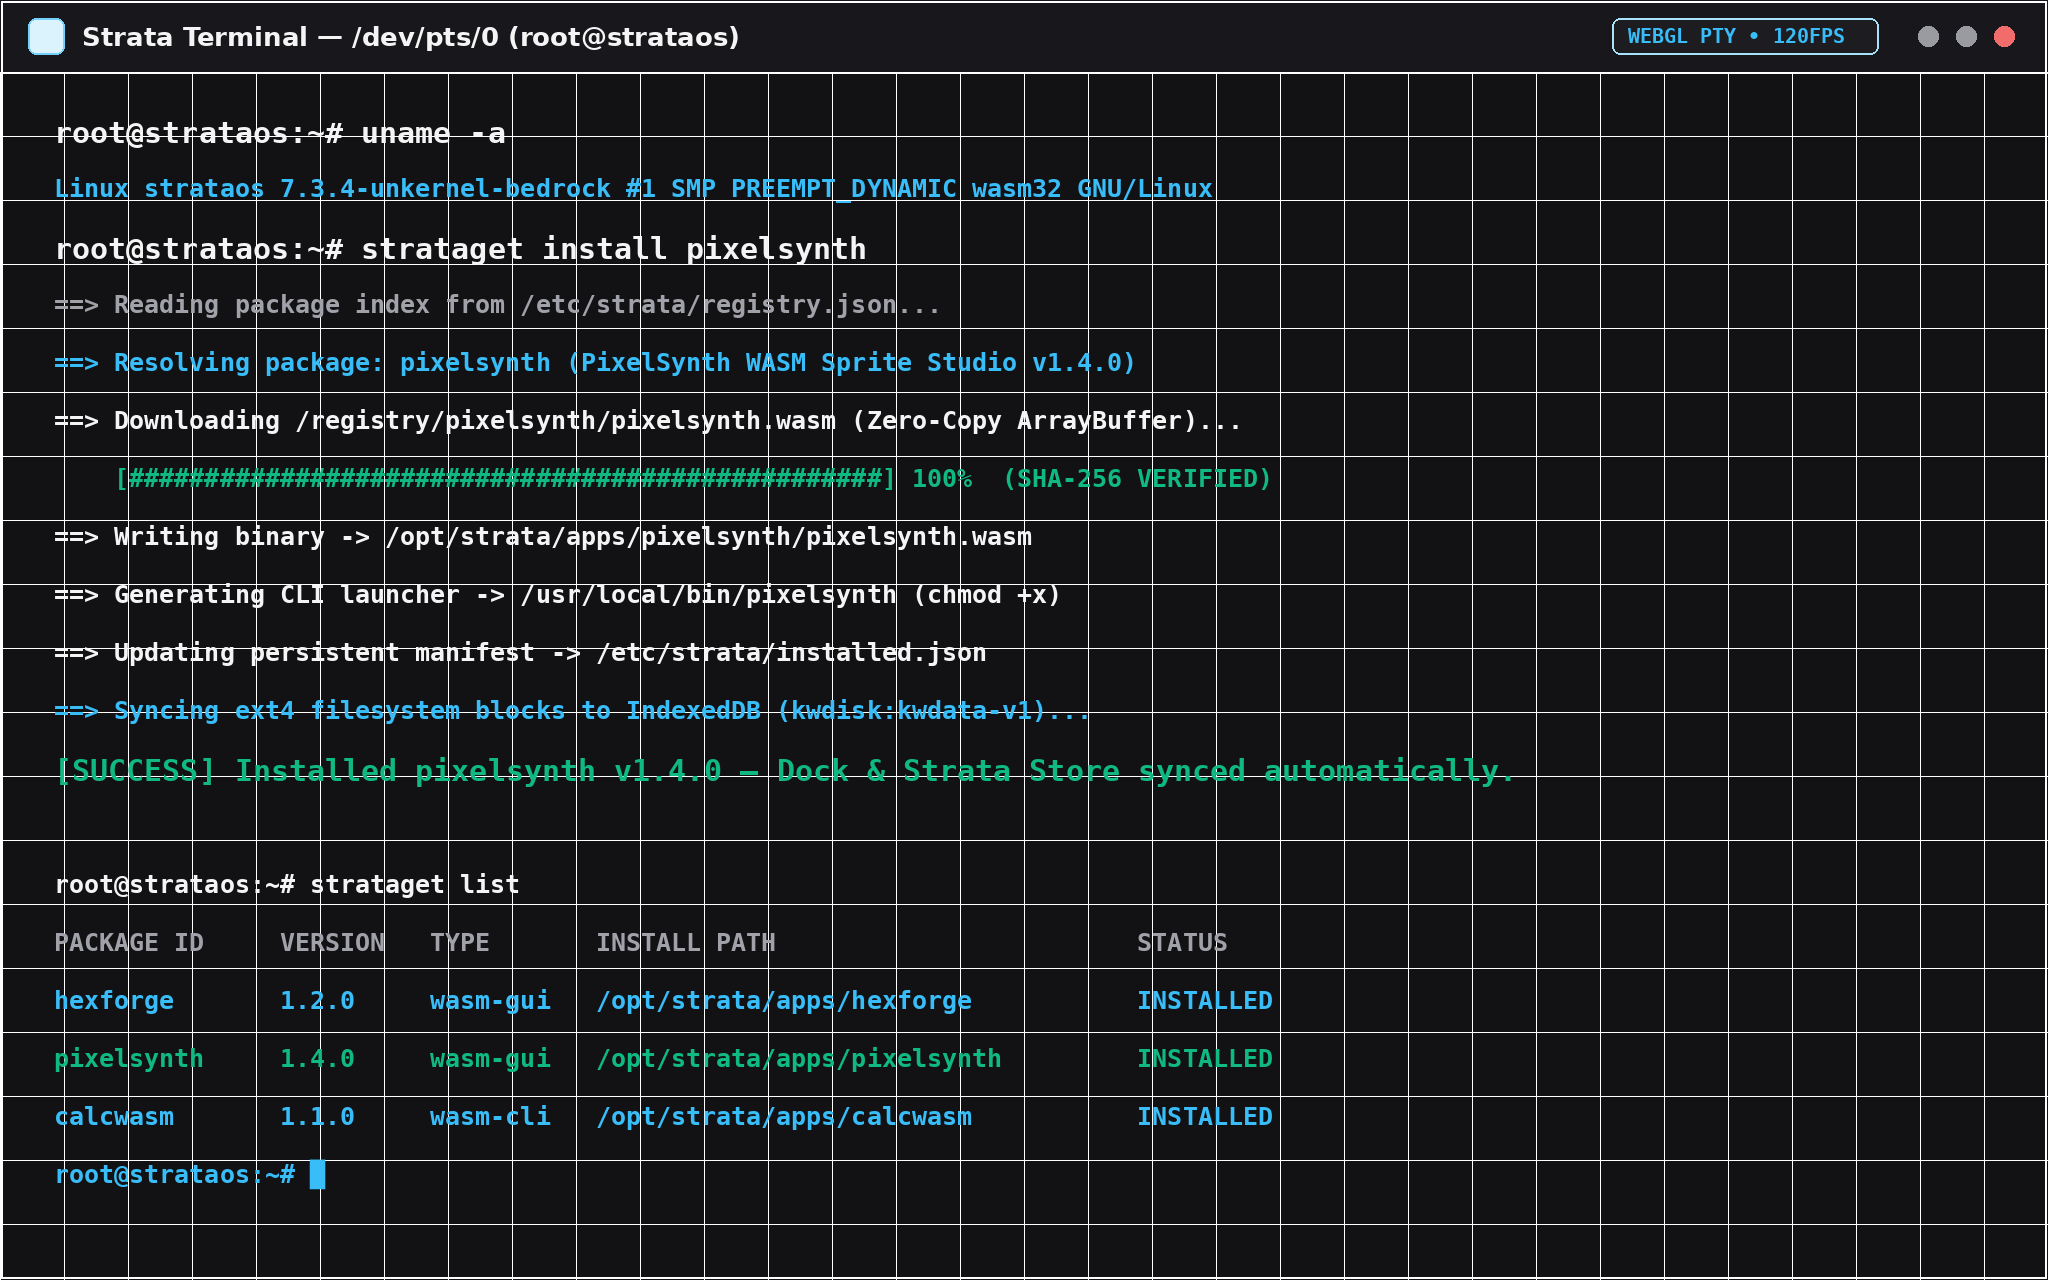 Strata Terminal — /dev/pts/0 (root@strataos)
WEBGL PTY • 120FPS
root@strataos:~# uname -a
Linux strataos 7.3.4-unkernel-bedrock #1 SMP PREEMPT_DYNAMIC wasm32 GNU/Linux
root@strataos:~# strataget install pixelsynth
==> Reading package index from /etc/strata/registry.json...
==> Resolving package: pixelsynth (PixelSynth WASM Sprite Studio v1.4.0)
==> Downloading /registry/pixelsynth/pixelsynth.wasm (Zero-Copy ArrayBuffer)...
[##################################################] 100%  (SHA-256 VERIFIED)
==> Writing binary -> /opt/strata/apps/pixelsynth/pixelsynth.wasm
==> Generating CLI launcher -> /usr/local/bin/pixelsynth (chmod +x)
==> Updating persistent manifest -> /etc/strata/installed.json
==> Syncing ext4 filesystem blocks to IndexedDB (kwdisk:kwdata-v1)...
[SUCCESS] Installed pixelsynth v1.4.0 — Dock & Strata Store synced automatically.
root@strataos:~# strataget list
PACKAGE ID     VERSION   TYPE       INSTALL PATH                        STATUS
hexforge       1.2.0     wasm-gui   /opt/strata/apps/hexforge           INSTALLED
pixelsynth     1.4.0     wasm-gui   /opt/strata/apps/pixelsynth         INSTALLED
calcwasm       1.1.0     wasm-cli   /opt/strata/apps/calcwasm           INSTALLED
root@strataos:~# █